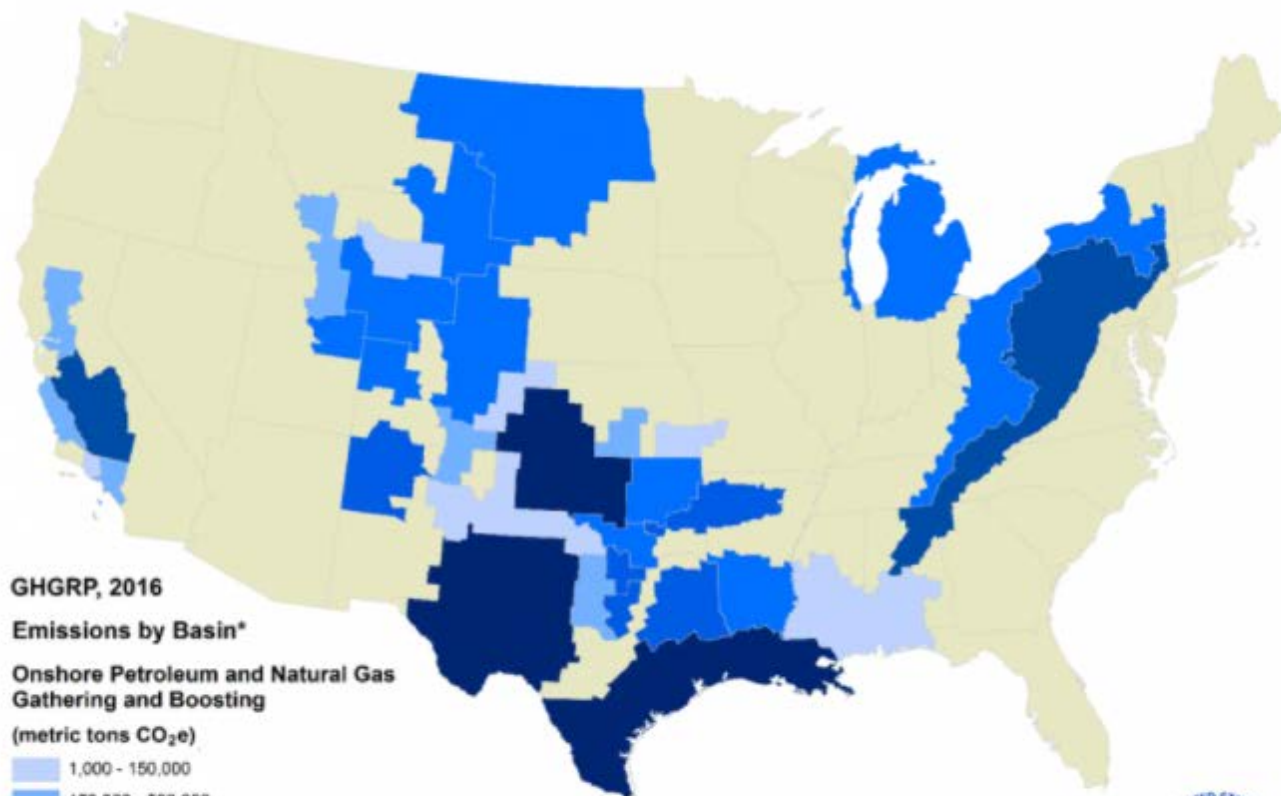 GHGRP, 2016
Emissions by Basin*
Onshore Petroleum and Natural Gas
Gathering and Boosting
(metric tons CO₂e)
1,000 - 150,000